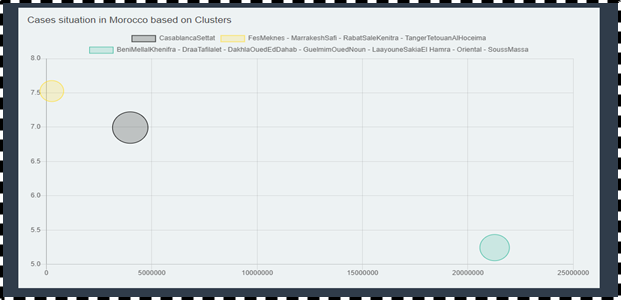 Cases situation in Morocco based on Clusters
CasablancaSettat FesMeknes - MarrakeshSafi - RabatSaleKenitra - TangerTetouanAlHoceima
BeniMellalKhenifra - DraaTafilalet - DakhlaOuedEdDahab - GuelmimOuedNoun - LaayouneSakiaEl Hamra - Oriental - SoussMassa
8.0
7.5
7.0
6.5
6.0
5.5
5.0
0 5000000 10000000 15000000 20000000 25000000